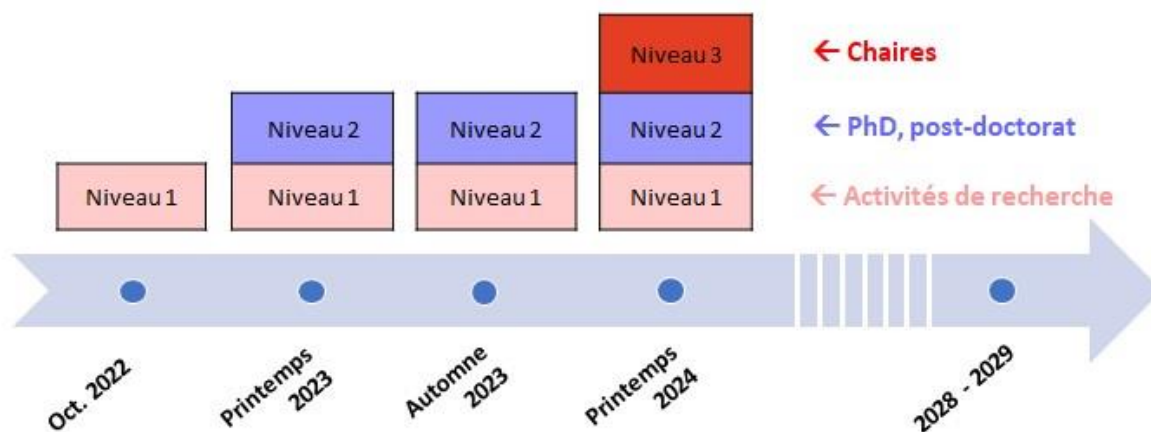 Niveau 3
← Chaires
Niveau 2
Niveau 2
Niveau 2
← PhD, post-doctorat
Niveau 1
Niveau 1
Niveau 1
Niveau 1
← Activités de recherche
Oct. 2022
Printemps
2023
Automne
2023
Printemps
2024
2028 - 2029